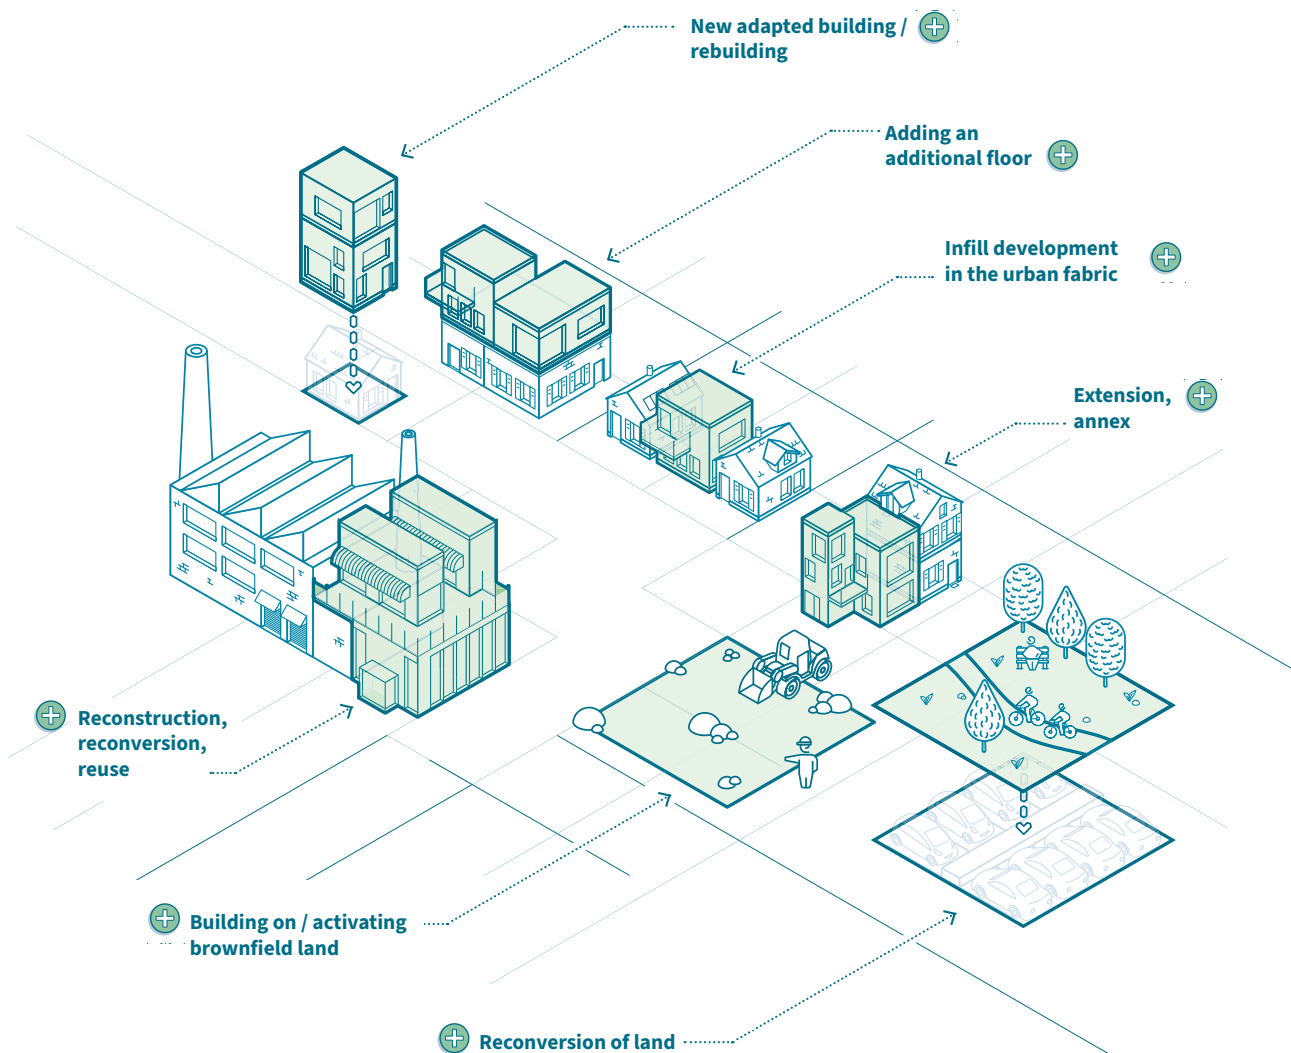 New adapted building /
rebuilding
Adding an
additional floor
Infill development
in the urban fabric
Extension,
annex
Reconstruction,
reconversion,
reuse
Building on / activating
brownfield land
Reconversion of land